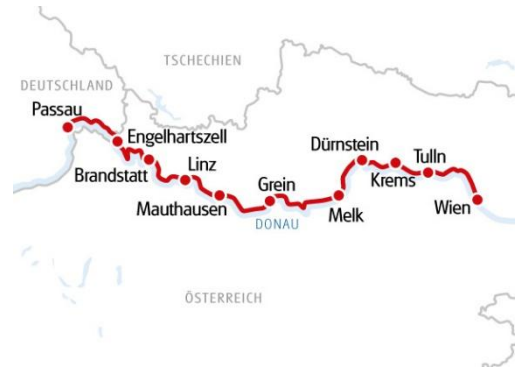 TSCHECHIEN
DEUTSCHLAND
Passau
Engelhartszell
Brandstatt
Linz
Mauthausen
Grein
DONAU
Dürnstein
Melk
Krems
Tulln
Wien
ÖSTERREICH